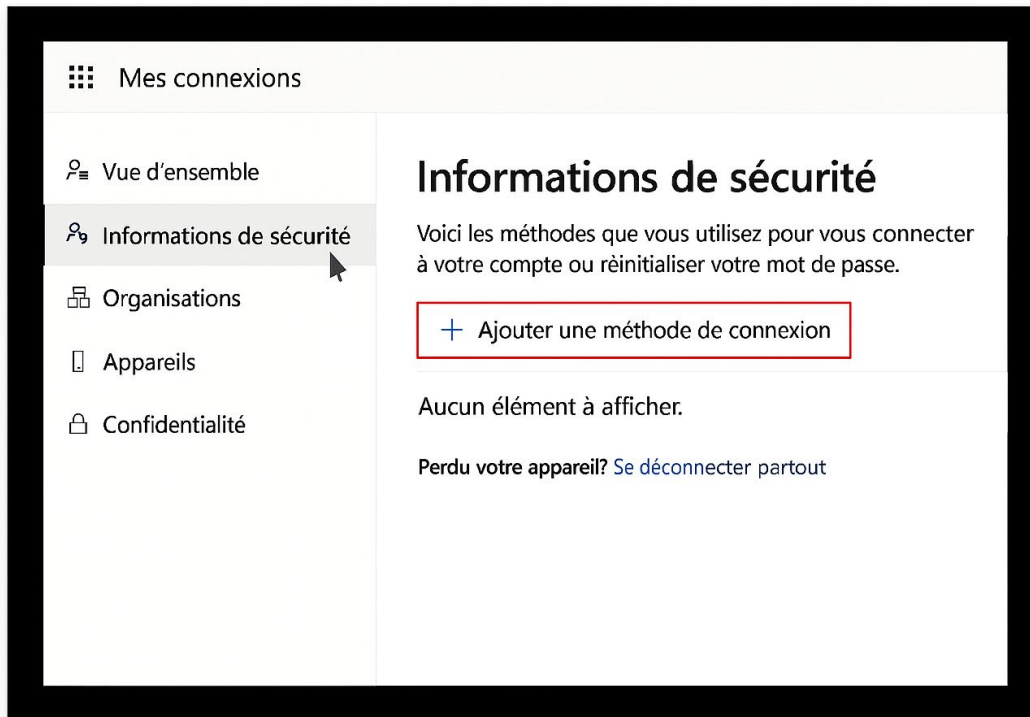 Mes connexions
Vue d'ensemble
Informations de sécurité
Organisations
Appareils
Confidentialité
Informations de sécurité
Voici les méthodes que vous utilisez pour vous connecter
à votre compte ou rèinitialiser votre mot de passe.
+ Ajouter une méthode de connexion
Aucun élément à afficher.
Perdu votre appareil? Se déconnecter partout